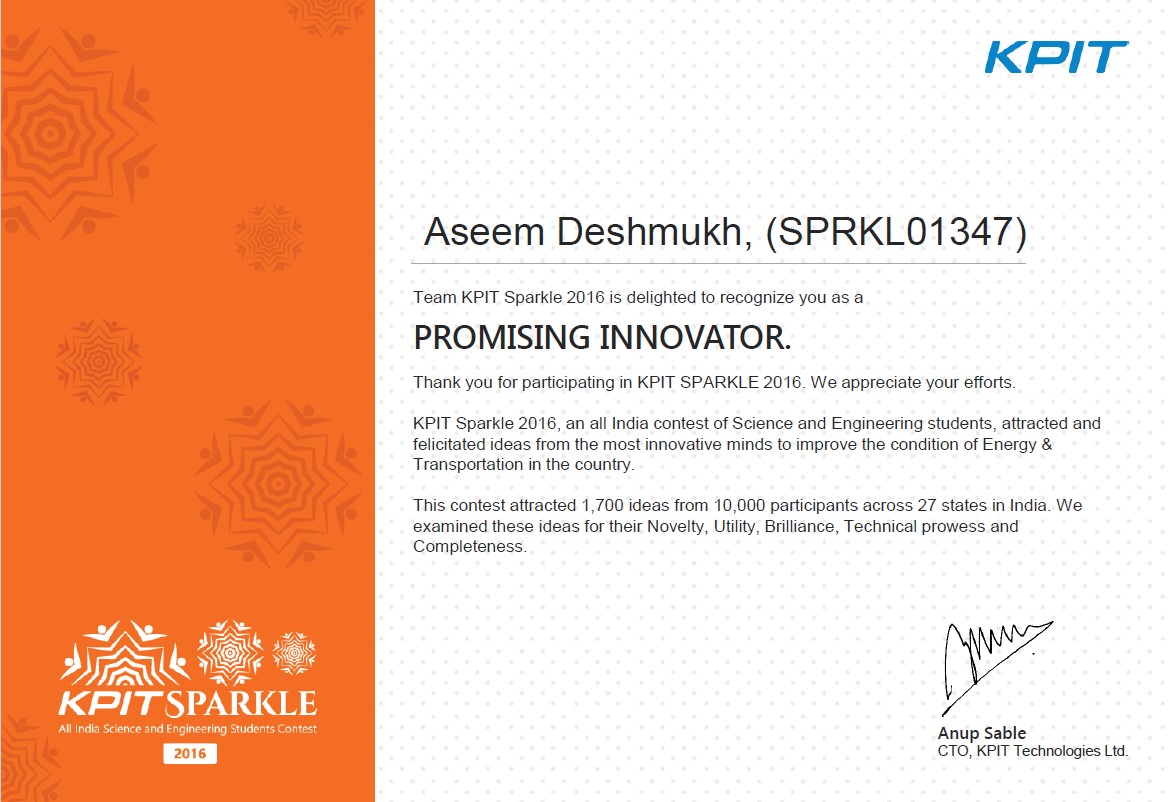 KPIT
Aseem Deshmukh, (SPRKL01347)
Team KPIT Sparkle 2016 is delighted to recognize you as a
PROMISING INNOVATOR.
Thank you for participating in KPIT SPARKLE 2016. We appreciate your efforts.
KPIT Sparkle 2016, an all India contest of Science and Engineering students, attracted and
felicitated ideas from the most innovative minds to improve the condition of Energy &
Transportation in the country.
This contest attracted 1,700 ideas from 10,000 participants across 27 states in India. We
examined these ideas for their Novelty, Utility, Brilliance, Technical prowess and
Completeness.
KPIT SPARKLE
All India Science and Engineering Students Contest
2016
Anup Sable
CTO, KPIT Technologies Ltd.